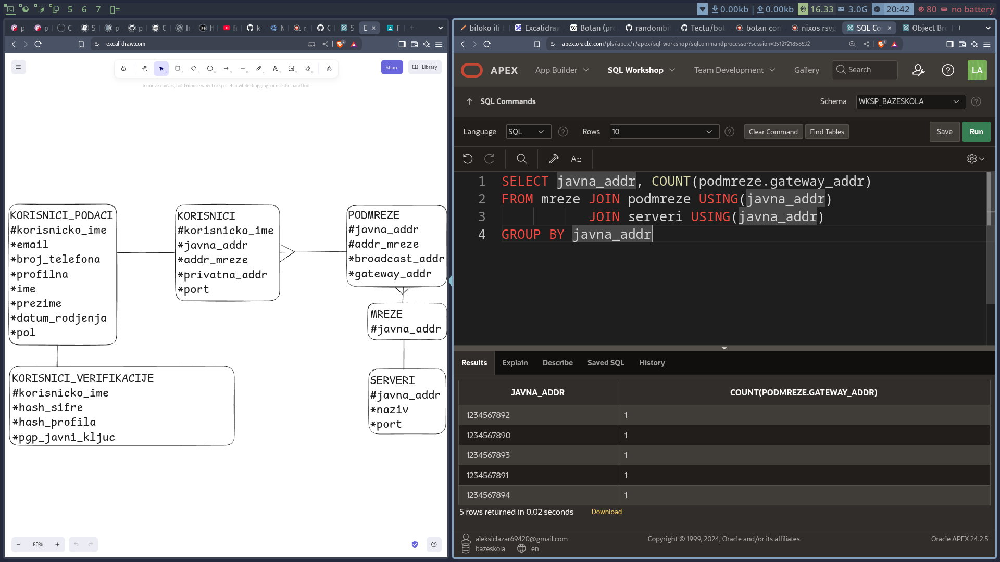 5 6 7 []=
0.00kb | 0.00kb 16.33 3.0G 20:42 80 no battery
p p C S p p C In M H f k N n C S E × Γ +
biloko ili Excalidraw Botan (pro randombi Tectu/bot botan con nixos rsvg SQL Co × Object Bro +
excalidraw.com
apex.oracle.com/pls/apex/r/apex/sql-workshop/sqlcommandprocessor?session=3512721858532
Share
Library
To move canvas, hold mouse wheel or spacebar while dragging, or use the hand tool
KORISNICI_PODACI
#korisnicko_ime
*email
*broj_telefona
*profilna
*ime
*prezime
*datum_rodjenja
*pol
KORISNICI
#korisnicko_ime
*javna_addr
*addr_mreze
*privatna_addr
*port
PODMREZE
#javna_addr
#addr_mreze
*broadcast_addr
*gateway_addr
MREZE
#javna_addr
KORISNICI_VERIFIKACIJE
#korisnicko_ime
*hash_sifre
*hash_profila
*pgp_javni_kljuc
SERVERI
#javna_addr
*naziv
*port
− 80% +
APEX App Builder SQL Workshop Team Development Gallery Search LA
SQL Commands
Schema WKSP_BAZESKOLA
Language SQL Rows 10 Clear Command Find Tables Save Run
1 SELECT javna_addr, COUNT(podmreze.gateway_addr)
2 FROM mreze JOIN podmreze USING(javna_addr)
3 JOIN serveri USING(javna_addr)
4 GROUP BY javna_addr
Results Explain Describe Saved SQL History
JAVNA_ADDR COUNT(PODMREZE.GATEWAY_ADDR)
1234567892 1
1234567890 1
1234567893 1
1234567891 1
1234567894 1
5 rows returned in 0.02 seconds Download
aleksiclazar69420@gmail.com
bazeskola en
Copyright © 1999, 2024, Oracle and/or its affiliates.
Oracle APEX 24.2.5